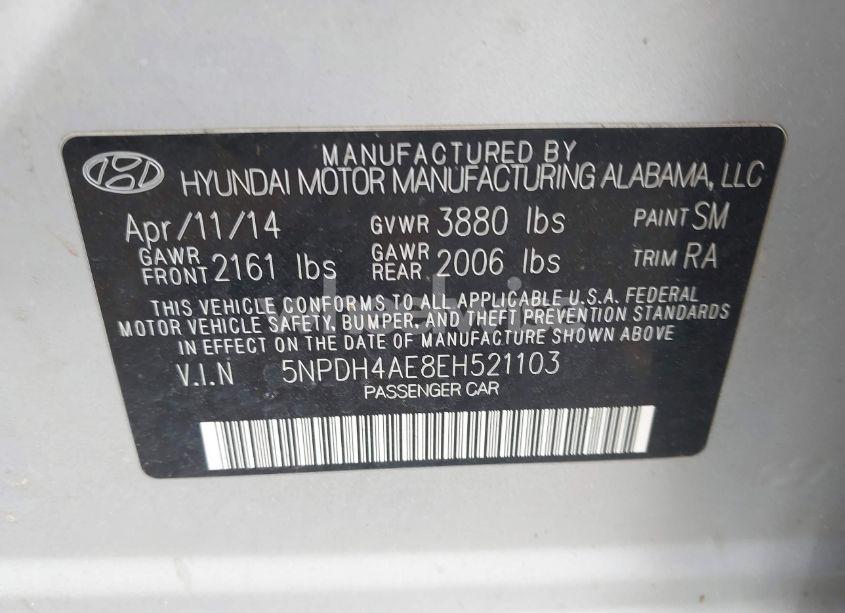 MANUFACTURED BY
HYUNDAI MOTOR MANUFACTURING ALABAMA, LLC
Apr/11/14 GVWR 3880 lbs PAINT SM
GAWR FRONT 2161 lbs GAWR REAR 2006 lbs TRIM RA
THIS VEHICLE CONFORMS TO ALL APPLICABLE U.S.A. FEDERAL
MOTOR VEHICLE SAFETY, BUMPER, AND THEFT PREVENTION STANDARDS
IN EFFECT ON THE DATE OF MANUFACTURE SHOWN ABOVE
V.I.N 5NPDH4AE8EH521103
PASSENGER CAR